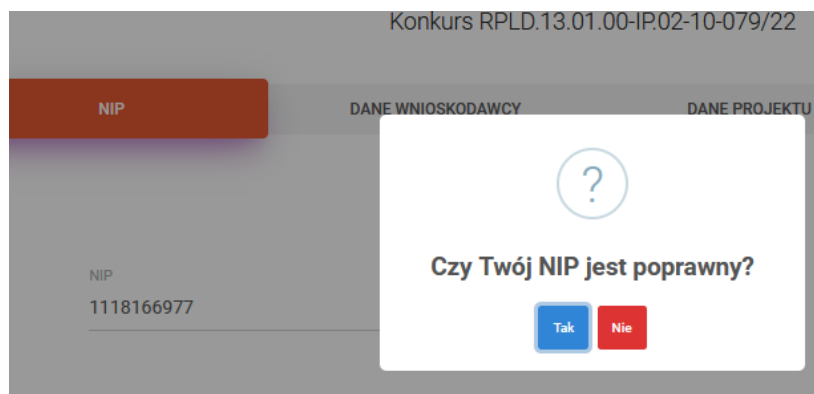 Konkurs RPLD.13.01.00-IP.02-10-079/22
NIP
DANE WNIOSKODAWCY
DANE PROJEKTU
?
Czy Twój NIP jest poprawny?
Tak
Nie
NIP
1118166977